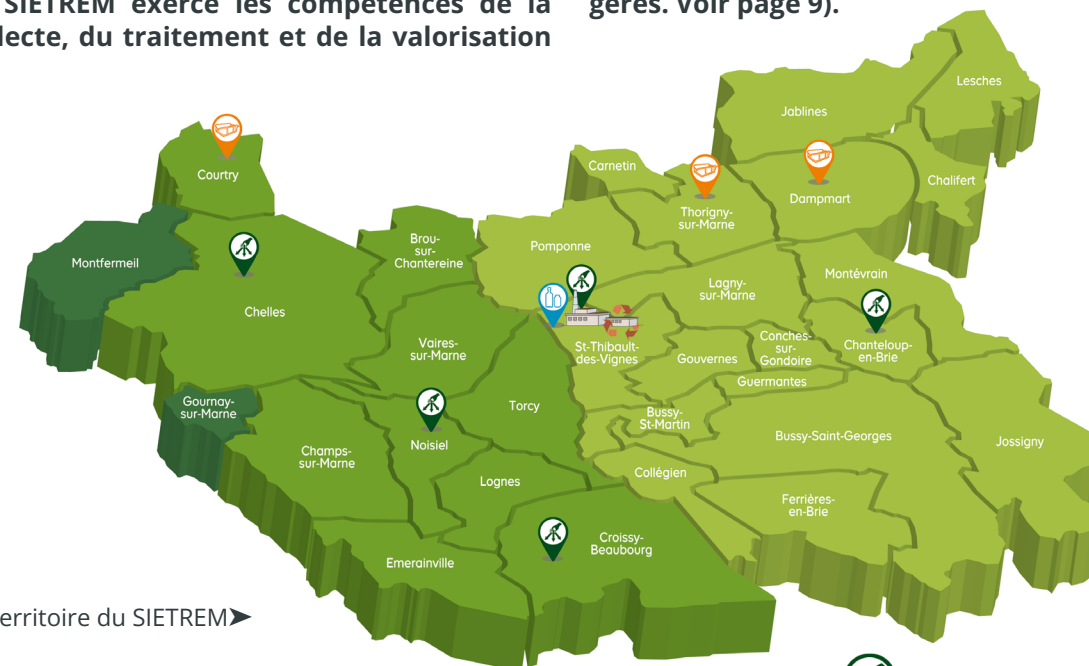 SIETREM exerce les compétences de la
lecte, du traitement et de la valorisation
gères. Voir page 9).
Lesches
Jablines
Carnetin
Courtry
Chalifert
Dampmart
Thorigny-
sur-Marne
Brou-
sur-
Chantereine
Pomponne
Montfermeil
Montévrain
Lagny-
sur-Marne
Chelles
Vaires-
sur-Marne
St-Thibault-
des-Vignes
Gouvernes
Conches-
sur-
Gondoire
Chanteloup-
en-Brie
Guermantes
Gournay-
sur-Marne
Torcy
Bussy-
St-Martin
Noisiel
Bussy-Saint-Georges
Jossigny
Champs-
sur-Marne
Collégien
Lognes
Ferrières-
en-Brie
Croissy-
Beaubourg
Emerainville
erritoire du SIETREM➤